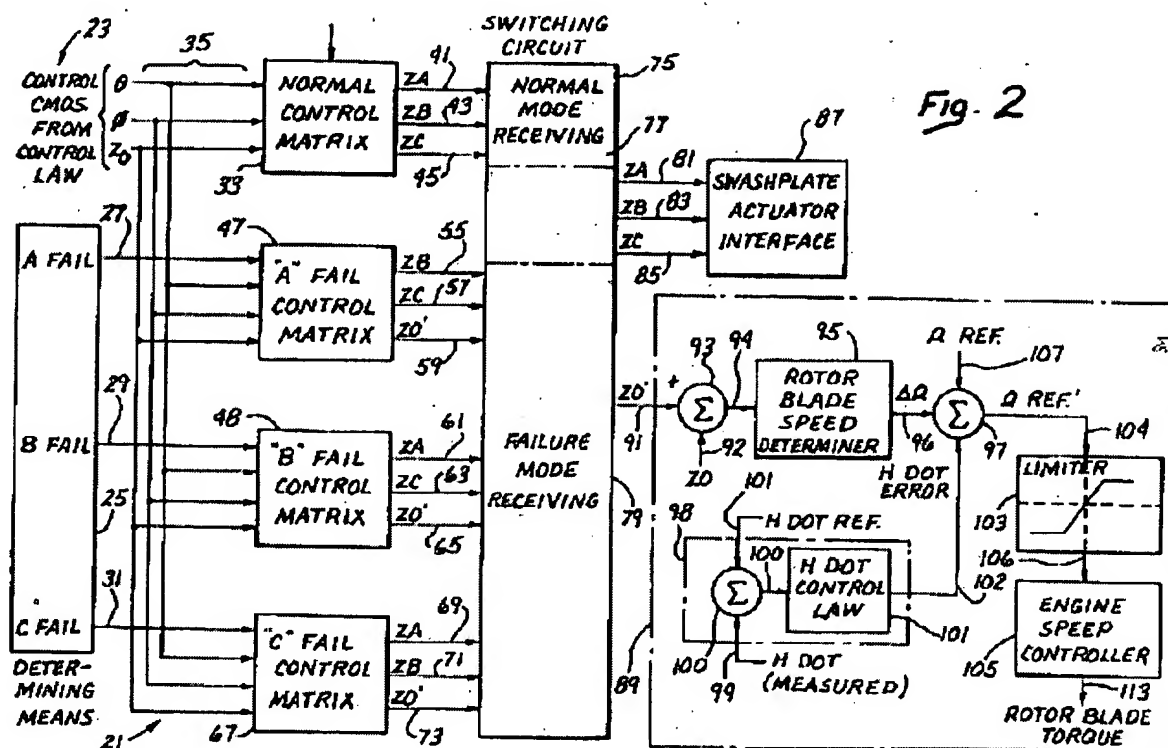 Fig. 2
23
35
CONTROL
CMDS.
FROM
CONTROL
LAW
θ
φ
Z0
NORMAL
CONTROL
MATRIX
33
ZA
41
ZB
43
ZC
45
SWITCHING
CIRCUIT
NORMAL
MODE
RECEIVING
75
77
ZA
81
ZB
83
ZC
85
SWASHPLATE
ACTUATOR
INTERFACE
87
A FAIL
B FAIL
C FAIL
25
27
29
31
DETER-
MINING
MEANS
21
47
"A" FAIL
CONTROL
MATRIX
ZB
55
ZC
57
ZO'
59
48
"B" FAIL
CONTROL
MATRIX
ZA
61
ZC
63
ZO'
65
"C" FAIL
CONTROL
MATRIX
67
ZA
69
ZB
71
ZO'
73
FAILURE
MODE
RECEIVING
79
89
ZO'
91
+
Σ
93
94
92
ZO
95
ROTOR
BLADE
SPEED
DETERMINER
ΔΩ
96
Ω REF.
107
Σ
97
Ω REF.'
104
H DOT
ERROR
LIMITER
103
106
102
98
101
H DOT REF.
Σ
100
100
H DOT
CONTROL
LAW
101
99
H DOT
(MEASURED)
ENGINE
SPEED
CONTROLLER
105
113
ROTOR BLADE
TORQUE